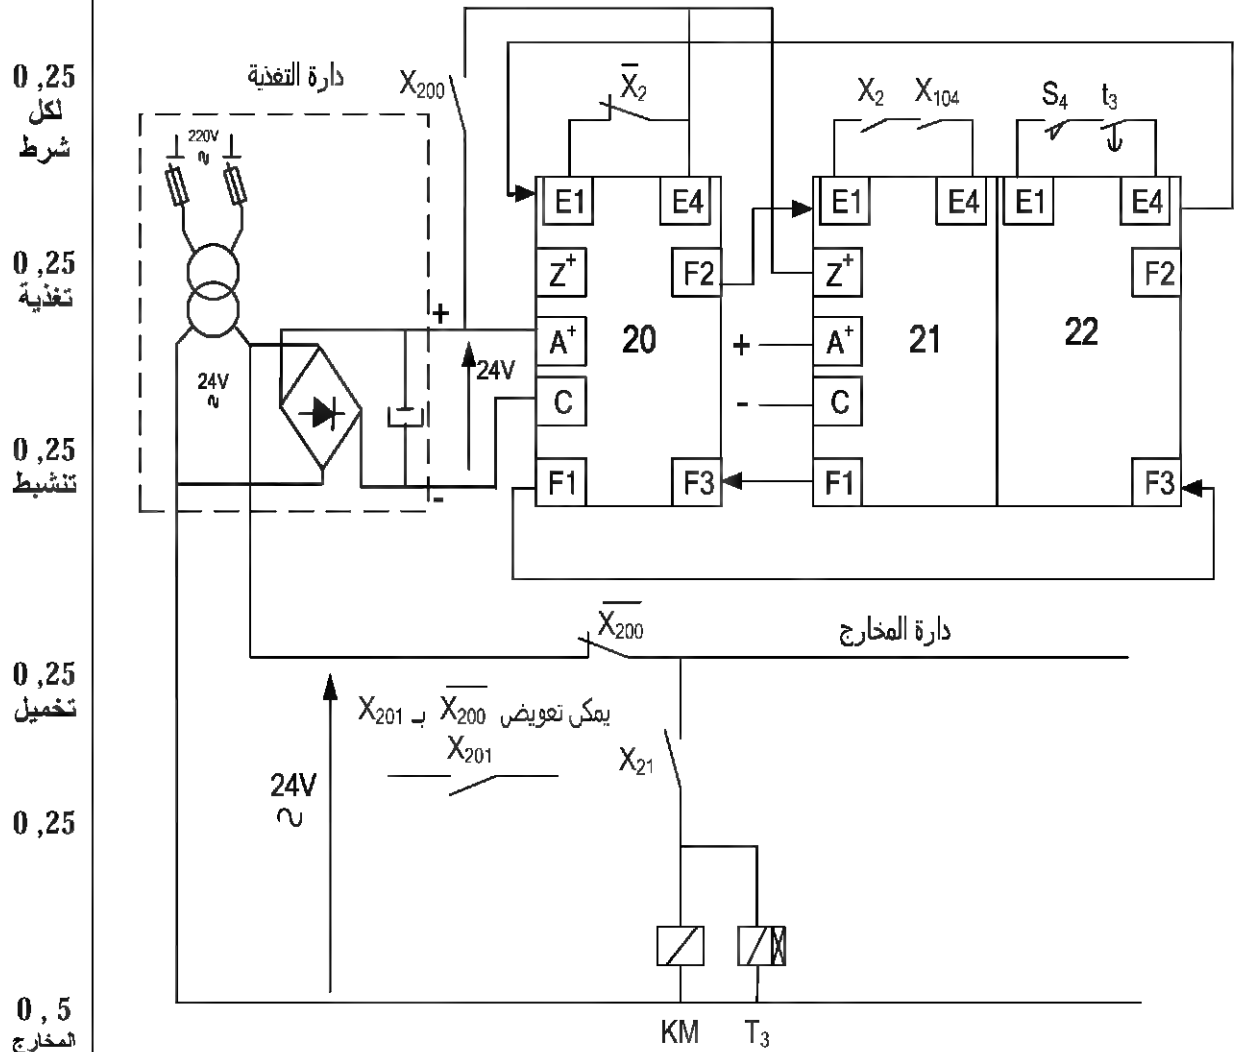 0 ,25
لكل
شرط
0 ,25
تغذية
0 ,25
تنشيط
0 ,25
تخميل
0 ,25
0 , 5
المخارج
دارة التغذية
220V
~
24V
~
+
-
24V
X200
X̅2
E1
E4
Z+
F2
A+
20
C
F1
F3
X2 X104
E1
E4
Z+
+
A+
21
-
C
F1
S4 t3
E1
E4
F2
22
F3
X̅200
دارة المخارج
يمكن تعويض X̅200 بـ X201
X201
24V
~
X21
KM T3